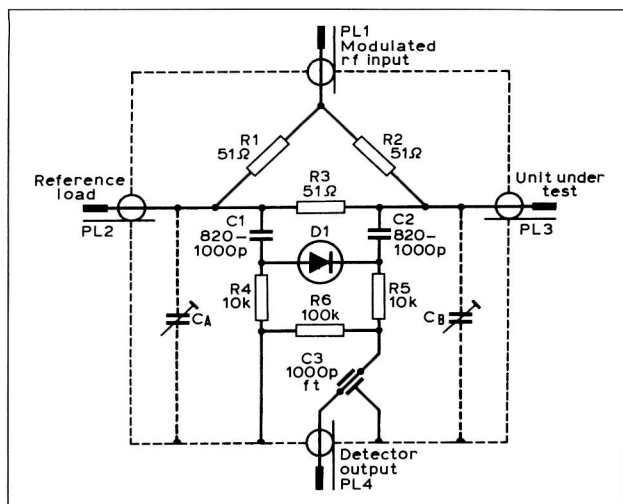 PL1
Modulated
rf input
R1
51Ω
R2
51Ω
Reference
load
R3
51Ω
Unit under
test
PL2
C1
820–
1000p
D1
C2
820–
1000p
PL3
R4
10k
R5
10k
R6
100k
CA
CB
C3
1000p
ft
Detector
output
PL4